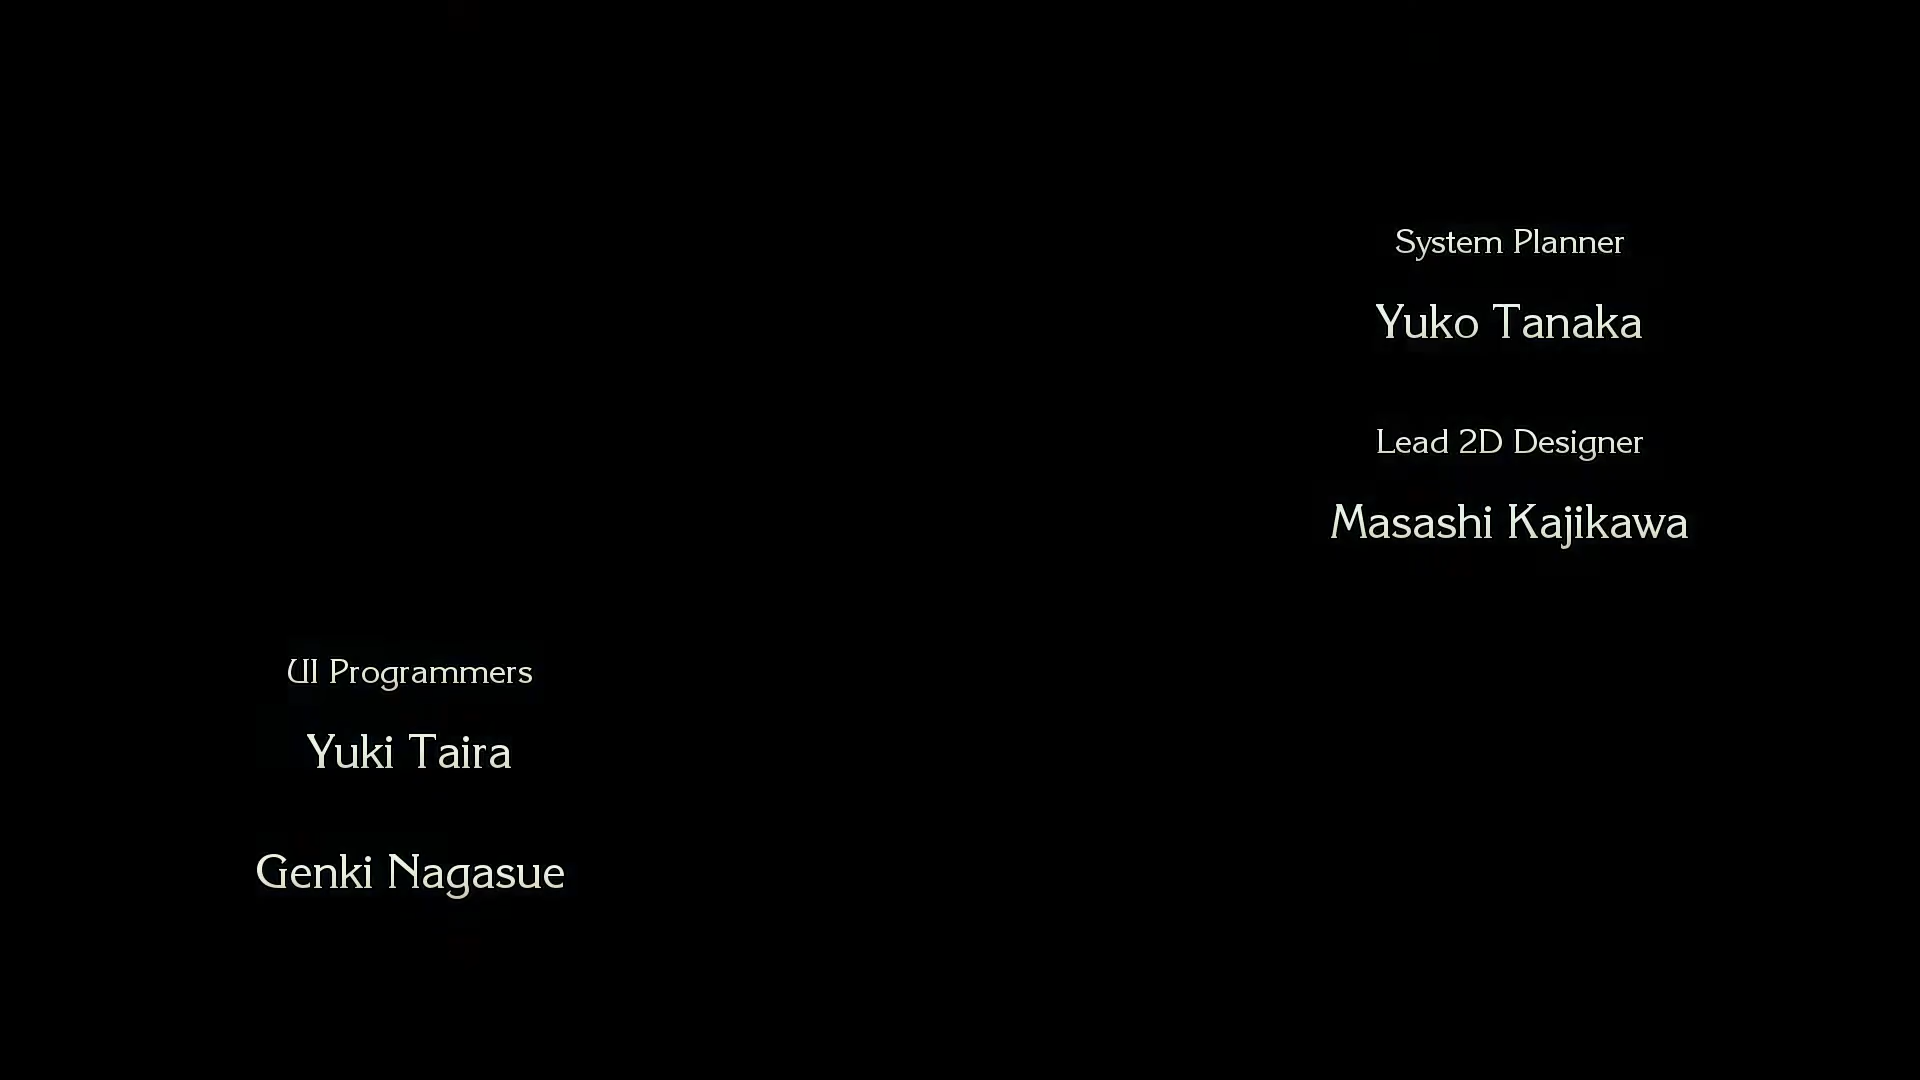 System Planner
Yuko Tanaka
Lead 2D Designer
Masashi Kajikawa
UI Programmers
Yuki Taira
Genki Nagasue